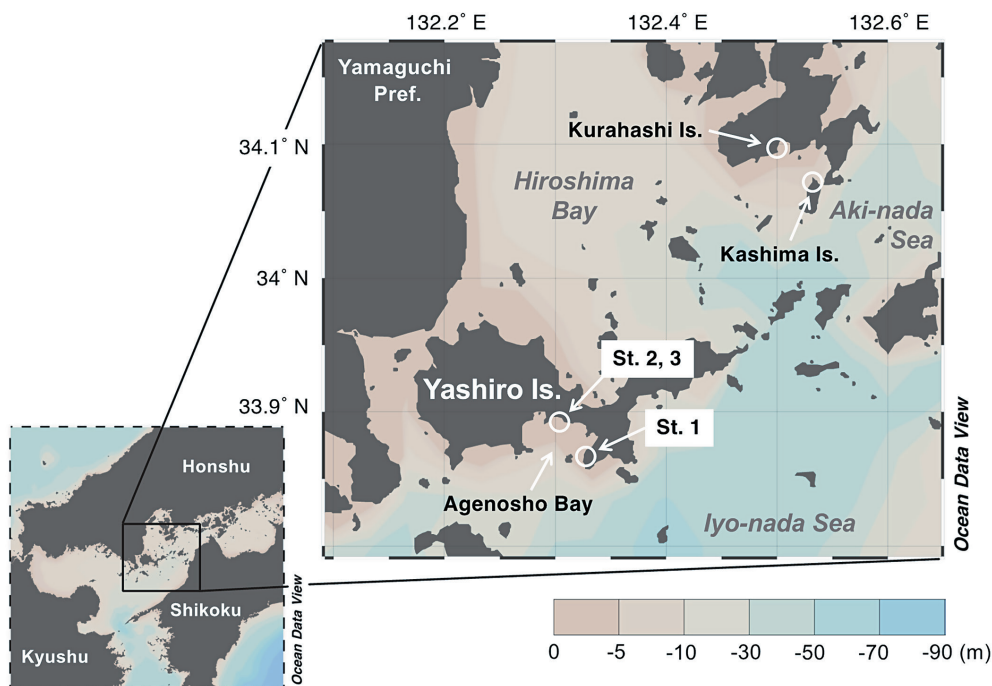 132.2° E
132.4° E
132.6° E
Yamaguchi
Pref.
34.1° N
34° N
33.9° N
Kurahashi Is.
Hiroshima
Bay
Aki-nada
Sea
Kashima Is.
St. 2, 3
Yashiro Is.
St. 1
Agenosho Bay
Iyo-nada Sea
Ocean Data View
Honshu
Shikoku
Kyushu
Ocean Data View
0 -5 -10 -30 -50 -70 -90 (m)